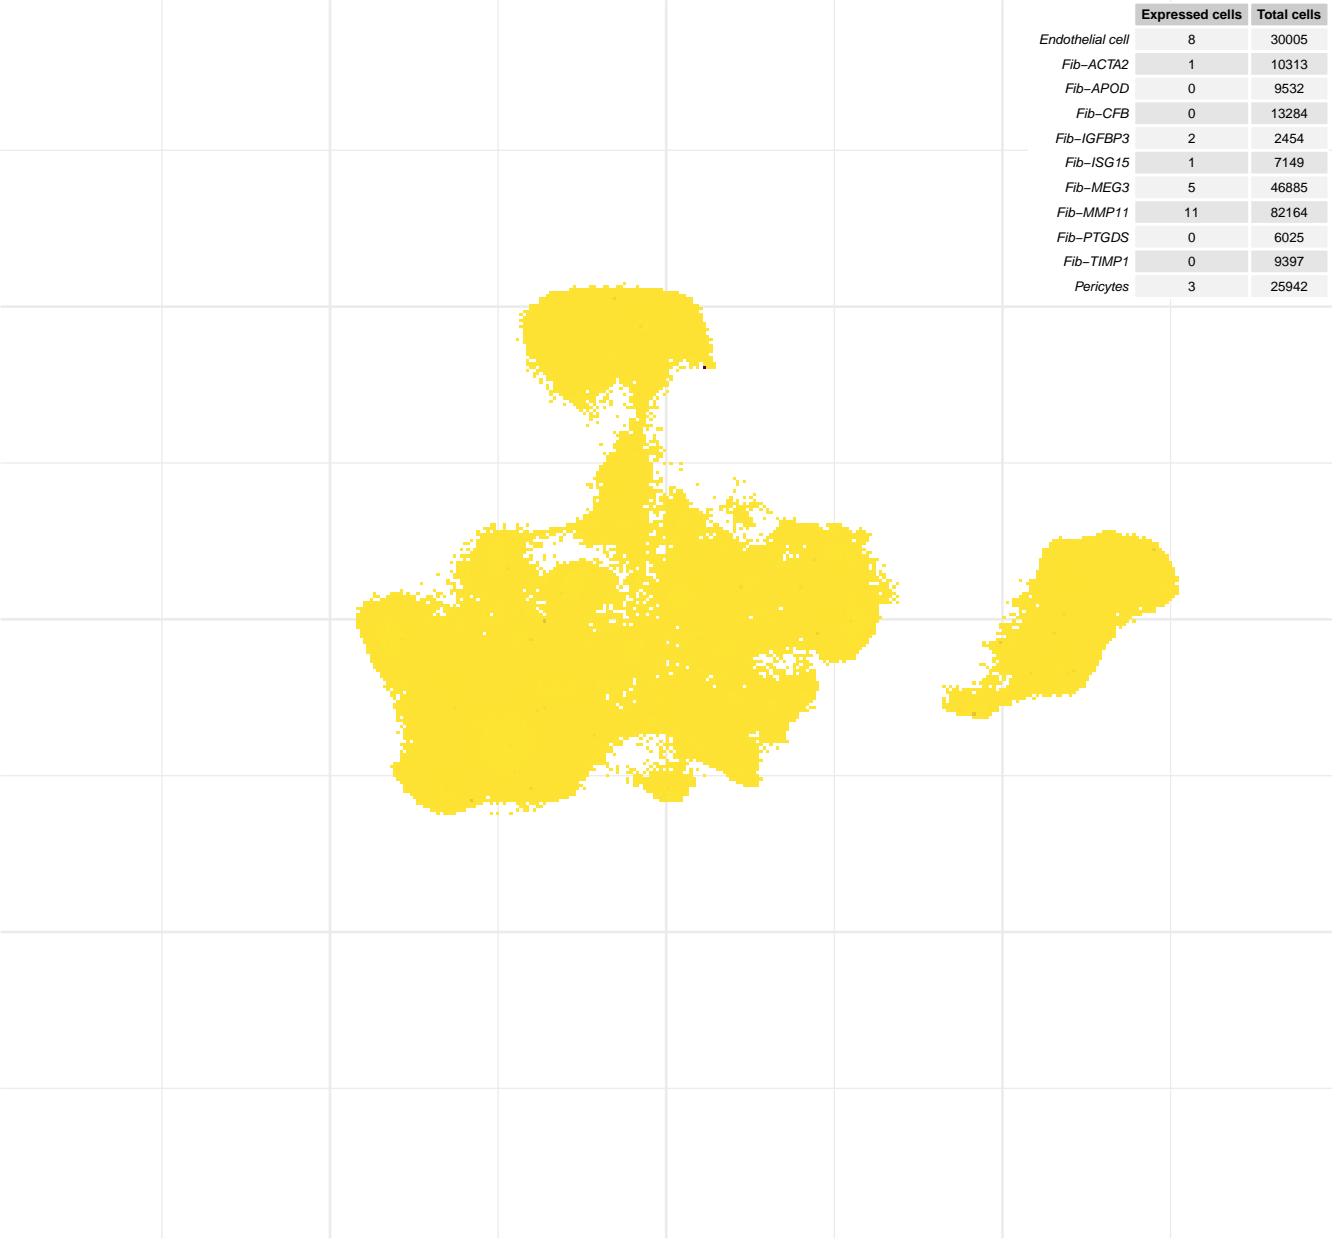 Expressed cells Total cells
Endothelial cell 8 30005
Fib−ACTA2 1 10313
Fib−APOD 0 9532
Fib−CFB 0 13284
Fib−IGFBP3 2 2454
Fib−ISG15 1 7149
Fib−MEG3 5 46885
Fib−MMP11 11 82164
Fib−PTGDS 0 6025
Fib−TIMP1 0 9397
Pericytes 3 25942